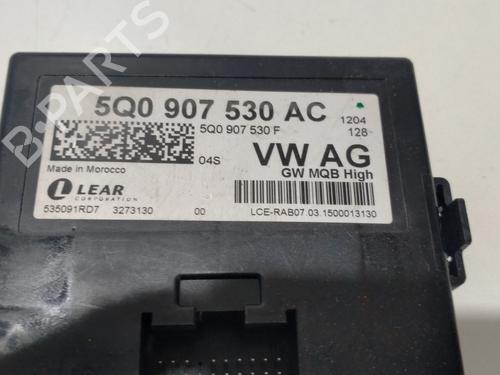 5Q0 907 530 AC
1204
5Q0 907 530 F
128
04S
VW AG
GW MQB High
Made in Morocco
LEAR
CORPORATION
535091RD7 3273130 00 LCE-RAB07.03.1500013130
B-PARTS